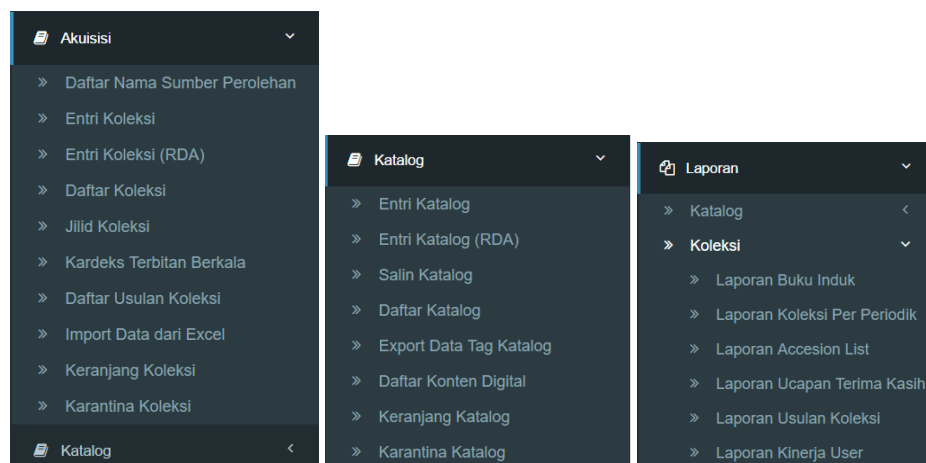 Akuisisi
Daftar Nama Sumber Perolehan
Entri Koleksi
Entri Koleksi (RDA)
Daftar Koleksi
Jilid Koleksi
Kardeks Terbitan Berkala
Daftar Usulan Koleksi
Import Data dari Excel
Keranjang Koleksi
Karantina Koleksi
Katalog
Katalog
Entri Katalog
Entri Katalog (RDA)
Salin Katalog
Daftar Katalog
Export Data Tag Katalog
Daftar Konten Digital
Keranjang Katalog
Karantina Katalog
Laporan
Katalog
Koleksi
Laporan Buku Induk
Laporan Koleksi Per Periodik
Laporan Accesion List
Laporan Ucapan Terima Kasih
Laporan Usulan Koleksi
Laporan Kinerja User